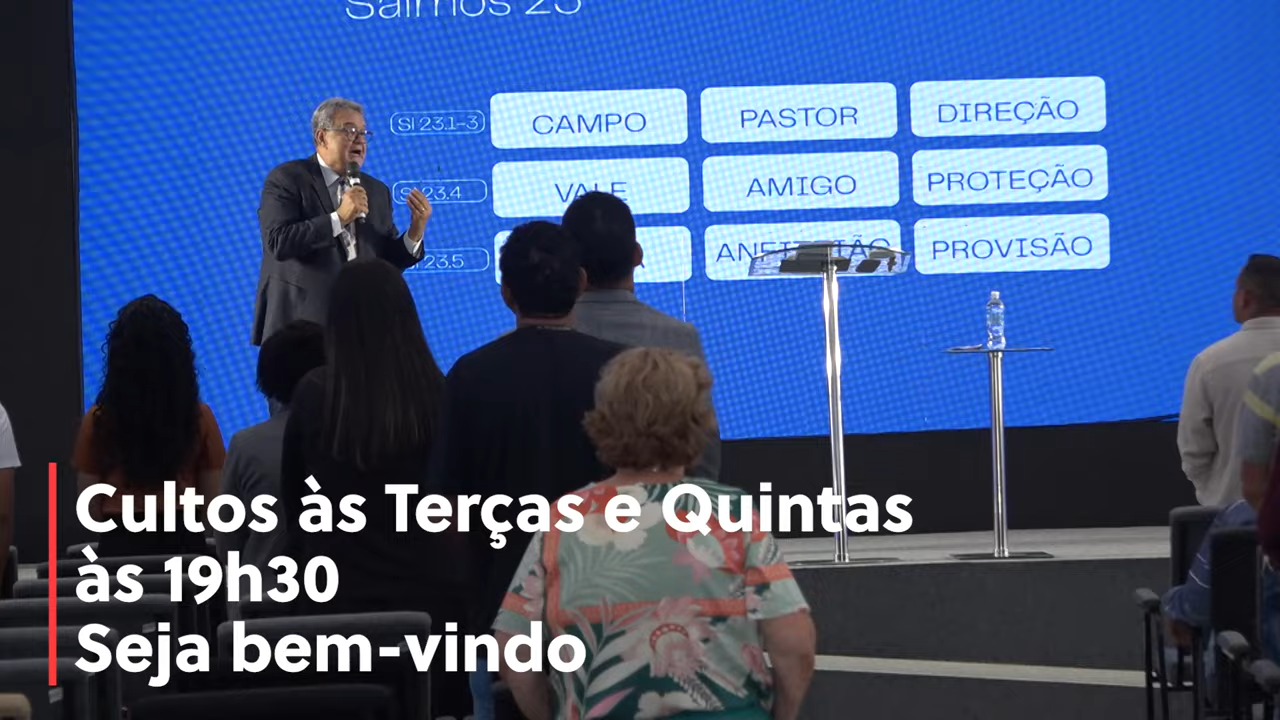 Salmos 23
Sl 23.1-3 CAMPO PASTOR DIREÇÃO
23.4 VALE AMIGO PROTEÇÃO
23.5 PROVISÃO
Cultos às Terças e Quintas
às 19h30
Seja bem-vindo